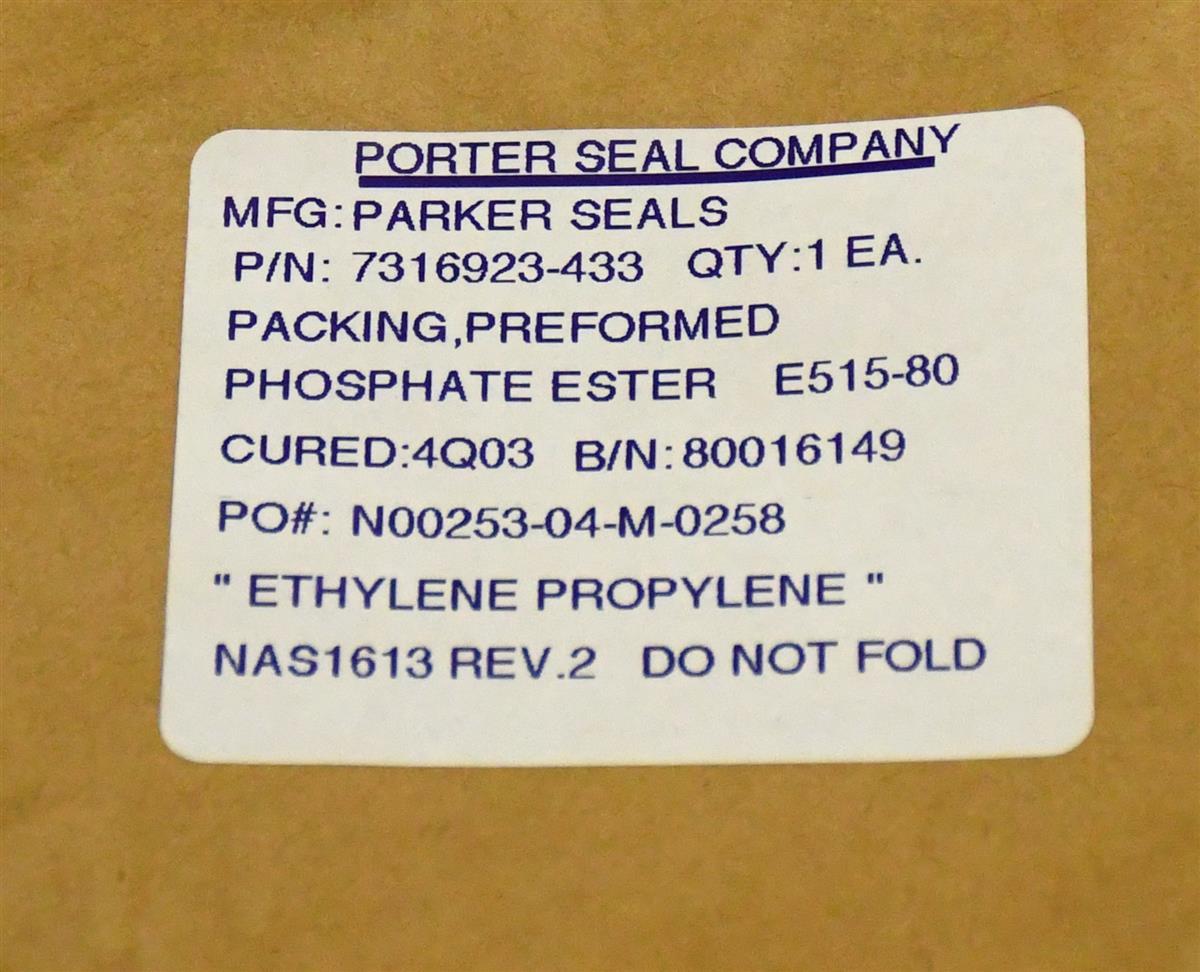 PORTER SEAL COMPANY
MFG:PARKER SEALS
P/N: 7316923-433 QTY:1 EA.
PACKING,PREFORMED
PHOSPHATE ESTER E515-80
CURED:4Q03 B/N:80016149
PO#: N00253-04-M-0258
" ETHYLENE PROPYLENE "
NAS1613 REV.2 DO NOT FOLD